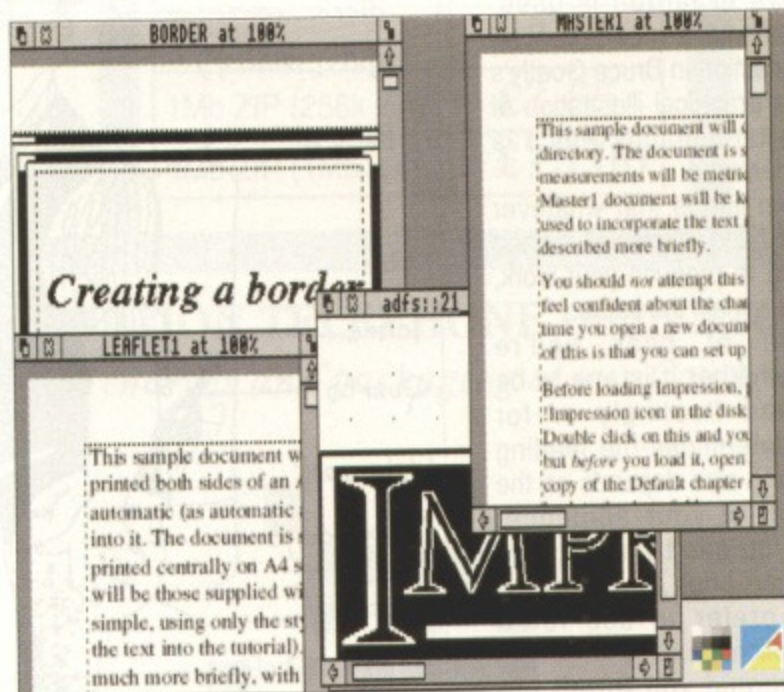 BORDER at 100%
Creating a border
LEAFLET1 at 100%
This sample document w
printed both sides of an
automatic (as automatic
into it. The document is s
printed centrally on A4 s
will be those supplied wi
simple, using only the sty
the text into the tutorial).
much more briefly, with
adfs::21
IMPR
MASTER1 at 100%
This sample document will
directory. The document is s
measurements will be metric
Master1 document will be k
used to incorporate the text
described more briefly.
You should not attempt this
feel confident about the char
time you open a new docum
of this is that you can set up
Before loading Impression,
!Impression icon in the disk
Double click on this and you
but before you load it, open
copy of the Default chapter